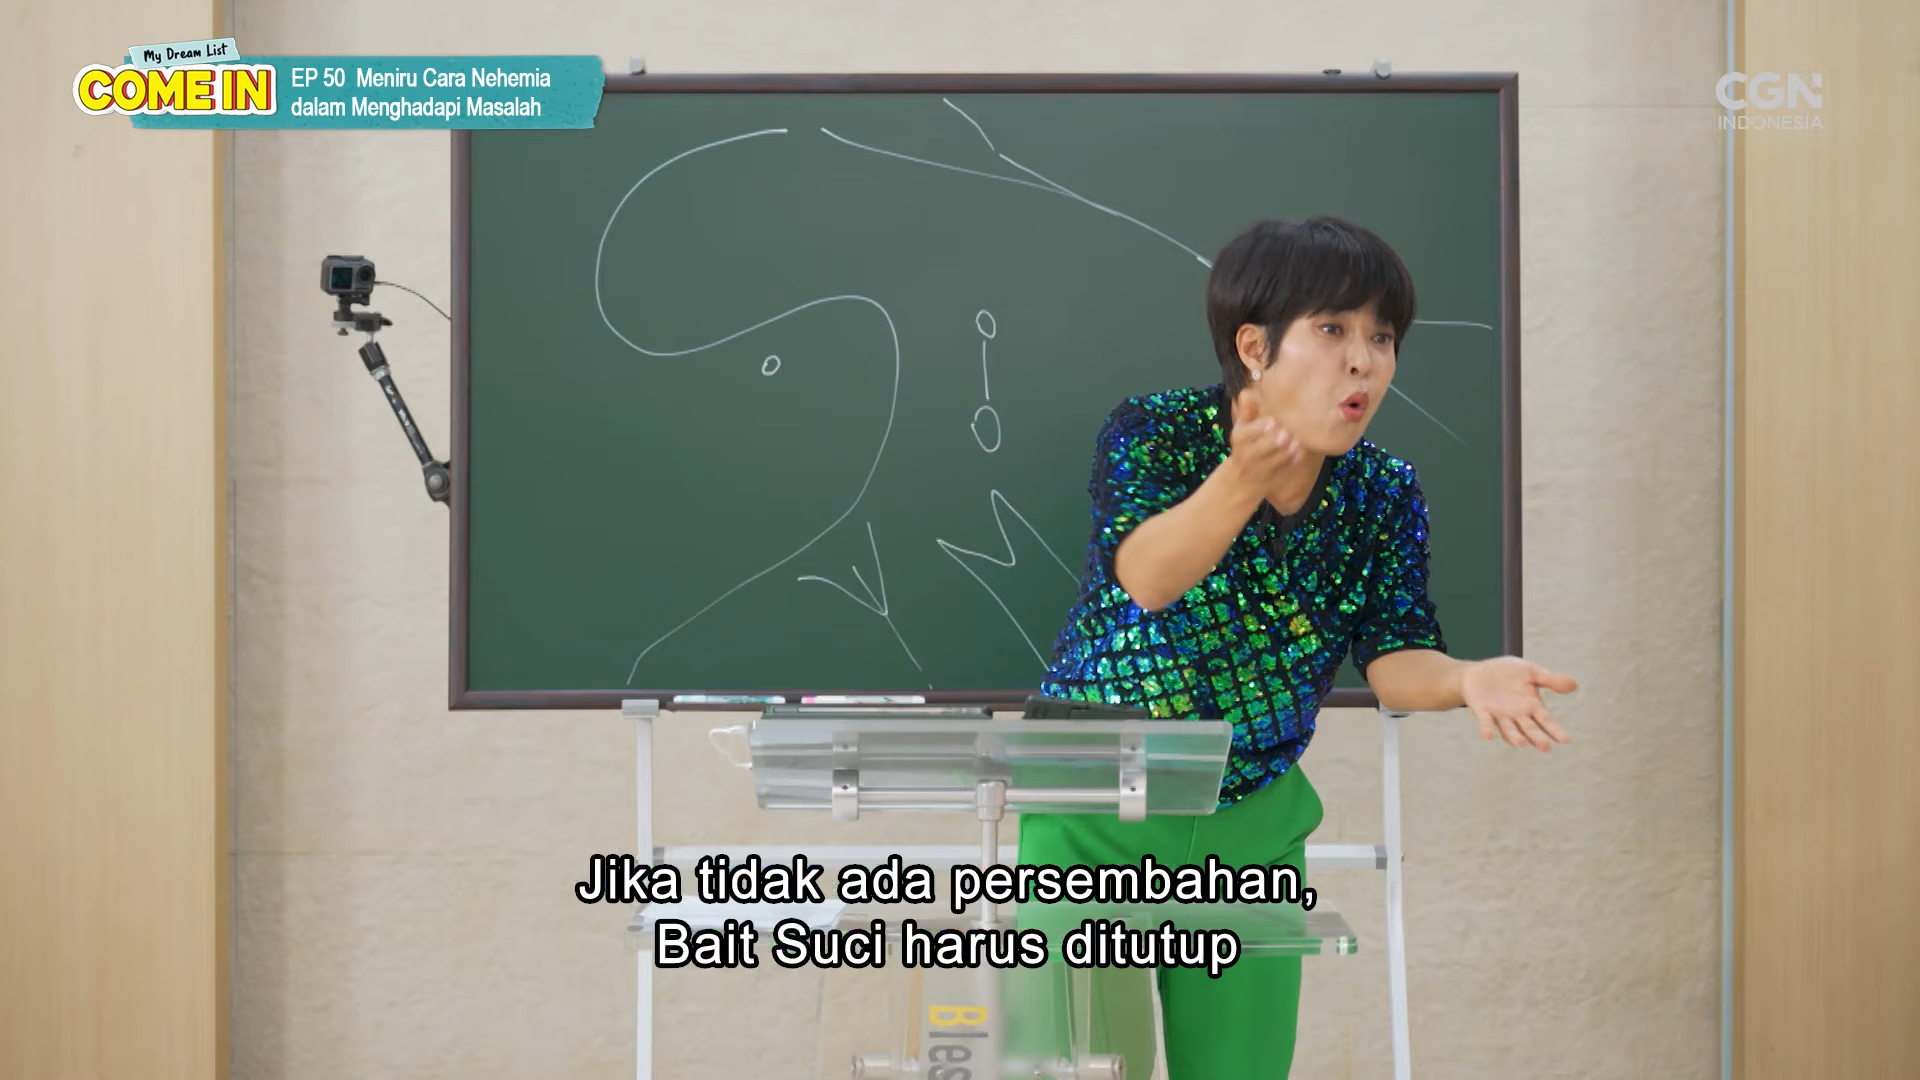 My Dream List
COME IN
EP 50 Meniru Cara Nehemia
dalam Menghadapi Masalah
CGN
INDONESIA
Jika tidak ada persembahan,
Bait Suci harus ditutup
Bles